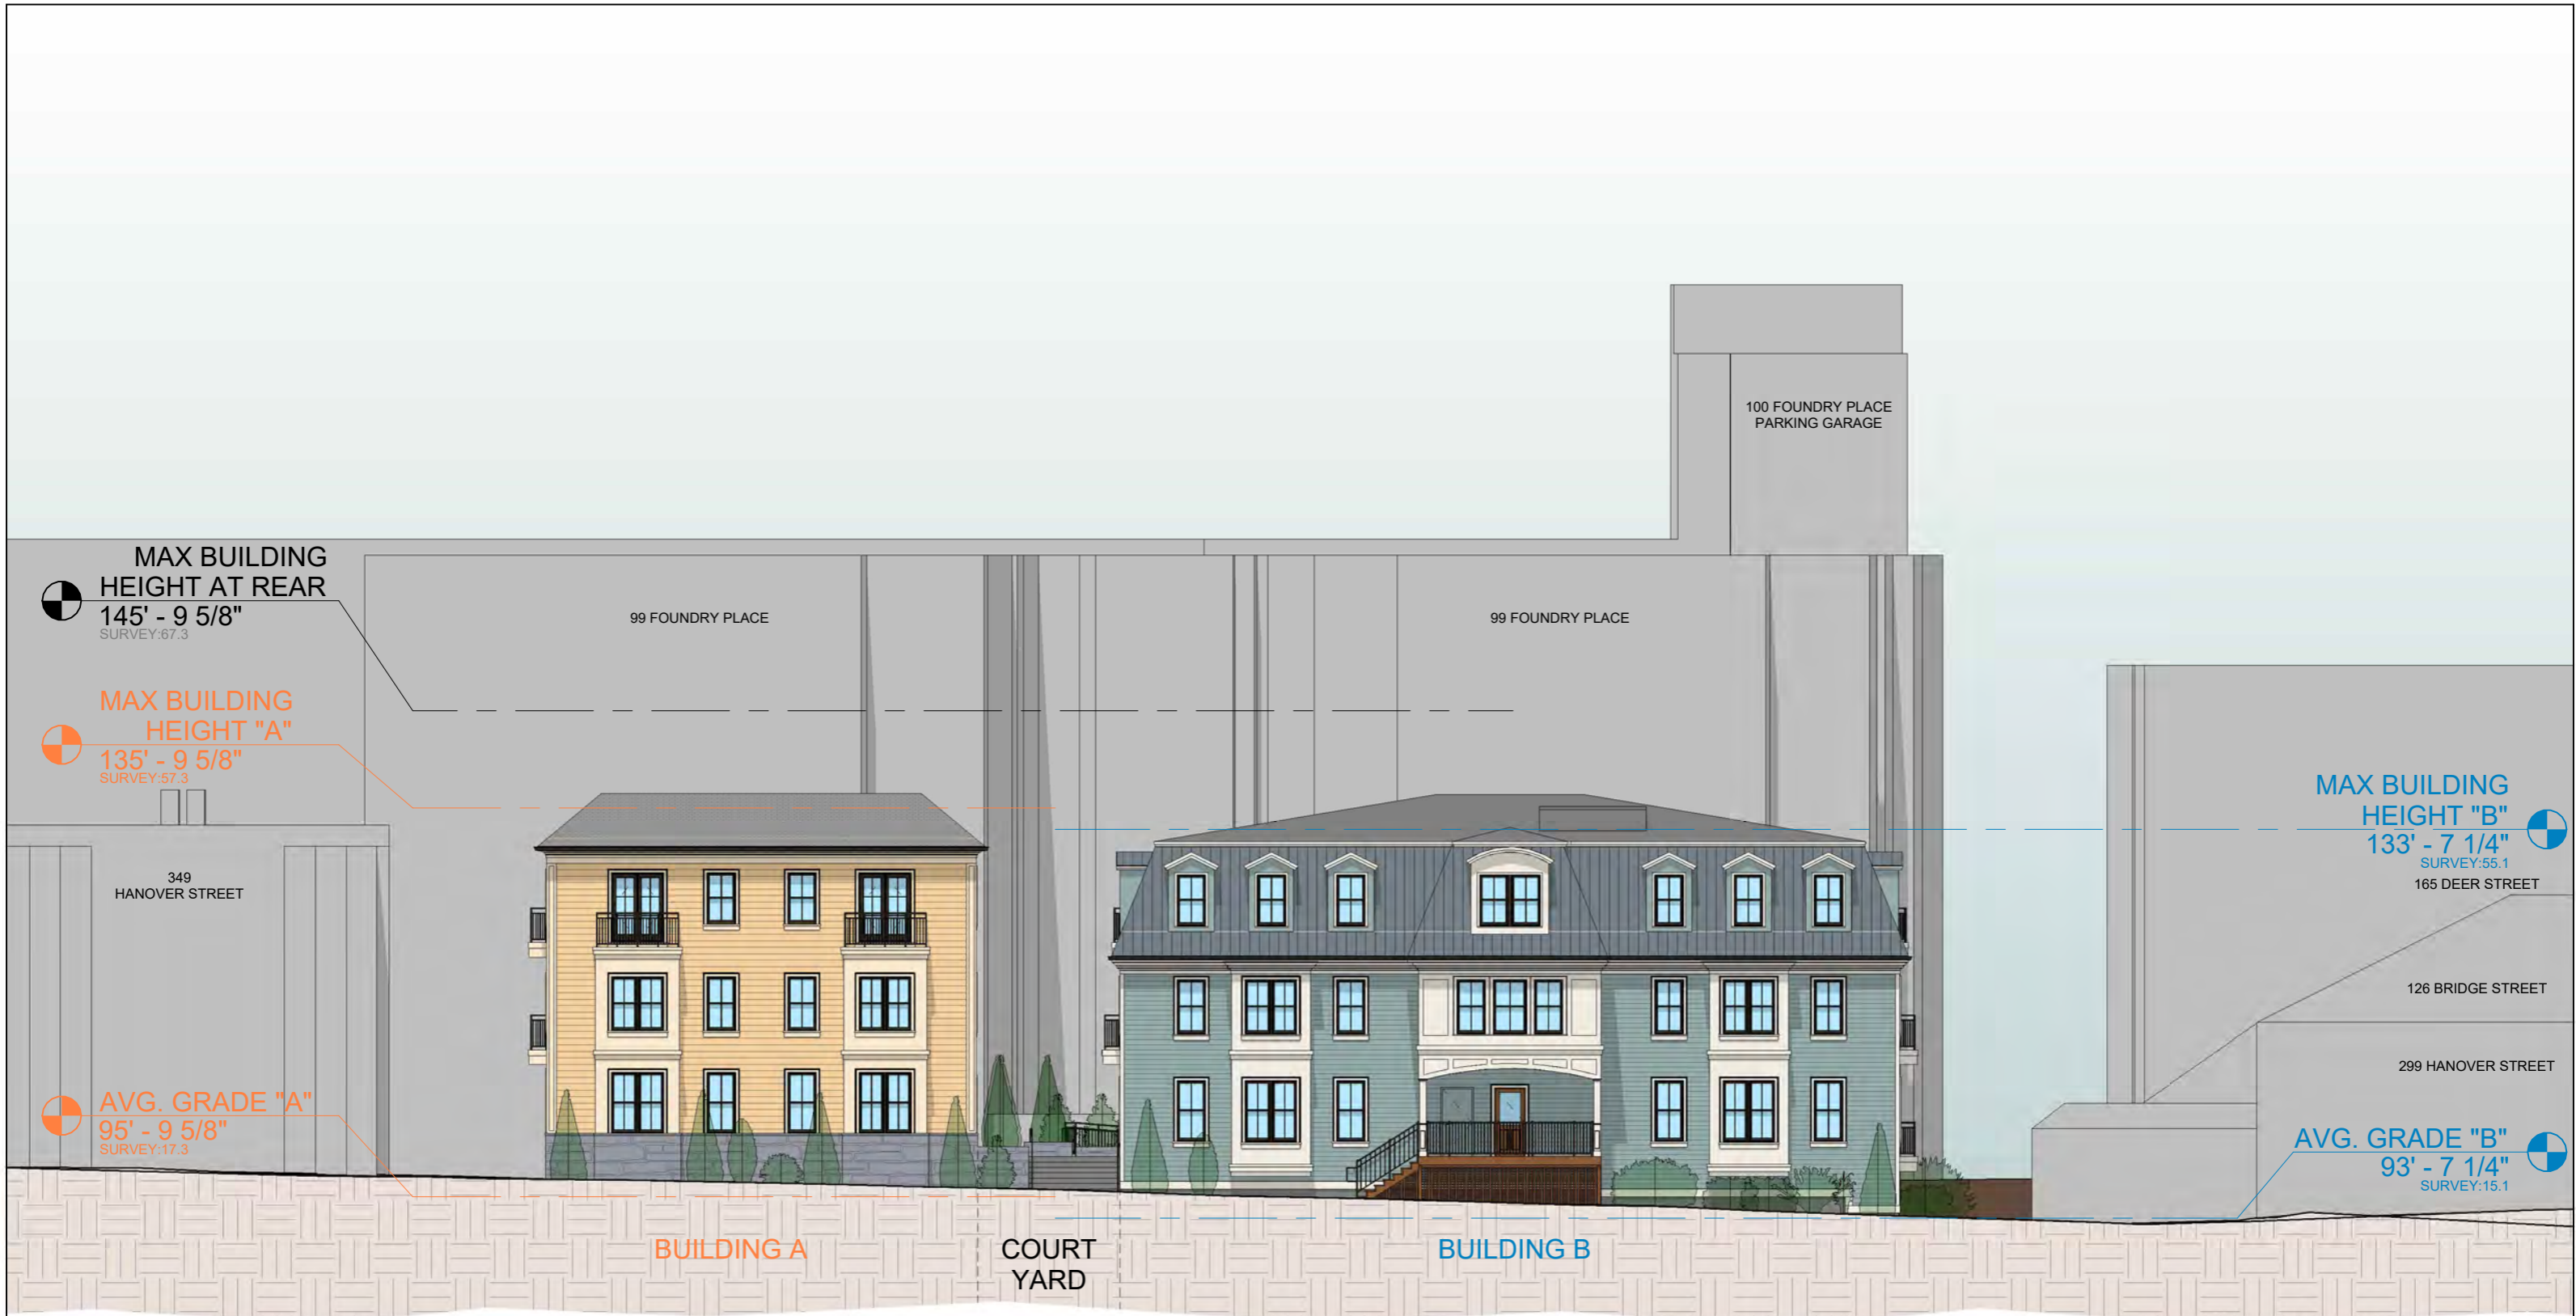 100 FOUNDRY PLACE
PARKING GARAGE
MAX BUILDING
HEIGHT AT REAR
145' - 9 5/8"
SURVEY:67.3
99 FOUNDRY PLACE
99 FOUNDRY PLACE
MAX BUILDING
HEIGHT "A"
135' - 9 5/8"
SURVEY:57.3
MAX BUILDING
HEIGHT "B"
133' - 7 1/4"
SURVEY:55.1
349
HANOVER STREET
165 DEER STREET
126 BRIDGE STREET
299 HANOVER STREET
AVG. GRADE "A"
95' - 9 5/8"
SURVEY:17.3
AVG. GRADE "B"
93' - 7 1/4"
SURVEY:15.1
BUILDING A
COURT
YARD
BUILDING B